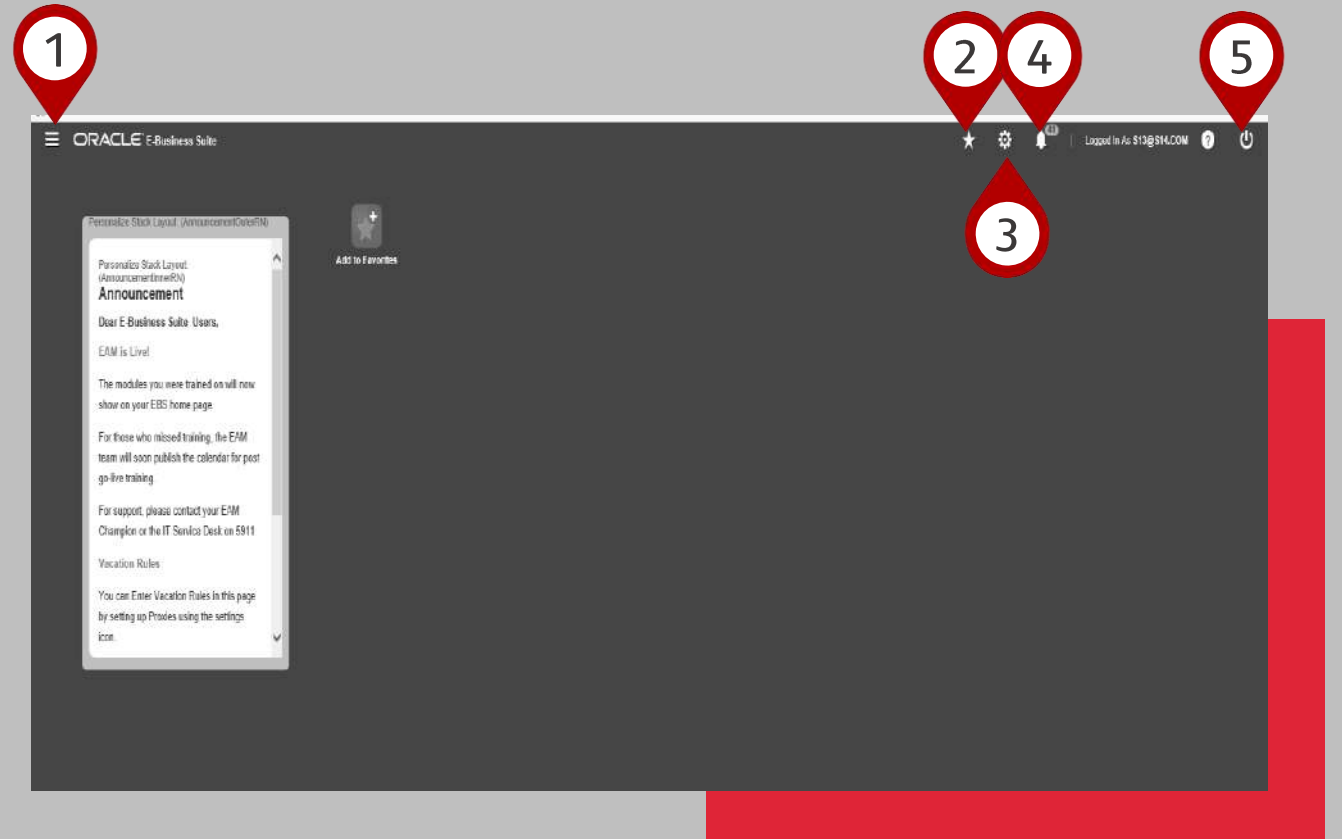 1
2
4
5
ORACLE E-Business Suite
Logged In As S13@S14.COM ?
3
Personalize Stack Layout: (AnnouncementOuterRN)
Personalize Stack Layout:
(AnnouncementInnerRN)
Announcement
Dear E-Business Suite Users,
EAM is Live!
The modules you were trained on will now
show on your EBS home page
For those who missed training, the EAM
team will soon publish the calendar for post
go-live training
For support, please contact your EAM
Champion or the IT Service Desk on 5911
Vacation Rules
You can Enter Vacation Rules in this page
by setting up Proxies using the settings
icon.
Add to Favorites